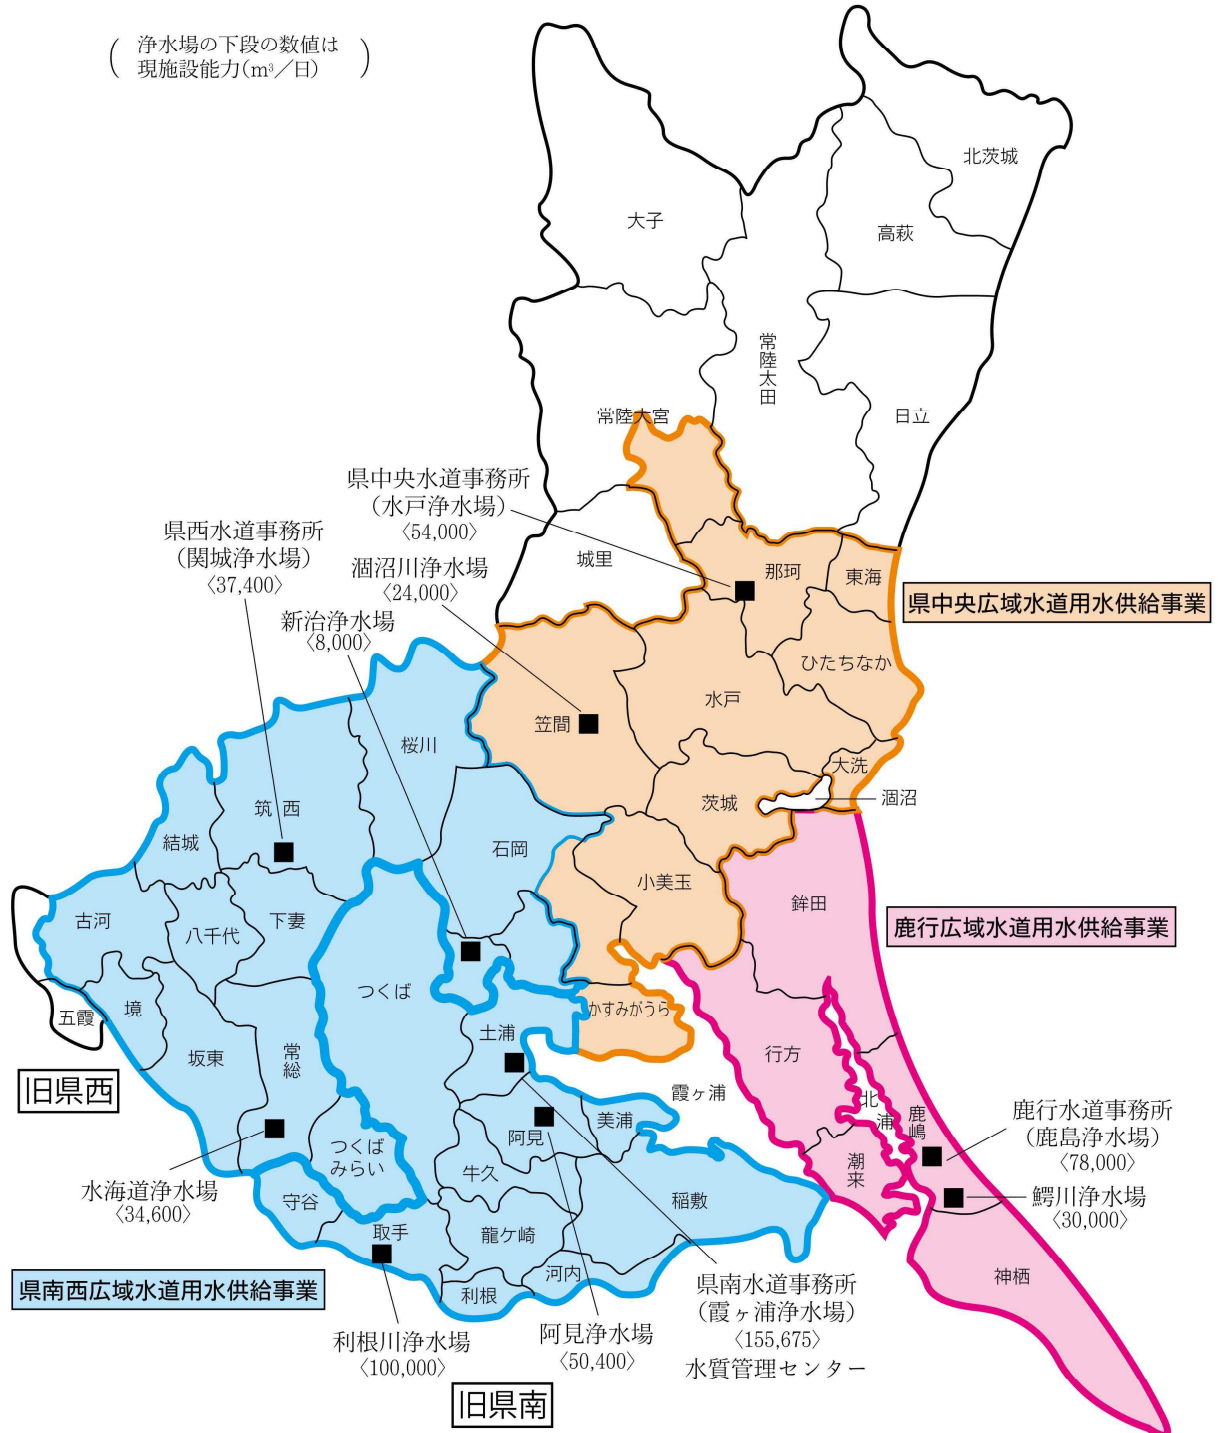 浄水場の下段の数値は
現施設能力(m³／日)
北茨城
大子
高萩
常陸太田
日立
常陸大宮
県中央水道事務所
（水戸浄水場）
〈54,000〉
県西水道事務所
（関城浄水場）
〈37,400〉
城里
涸沼川浄水場
〈24,000〉
那珂
東海
県中央広域水道用水供給事業
新治浄水場
〈8,000〉
ひたちなか
水戸
笠間
桜川
大洗
涸沼
茨城
筑西
結城
石岡
小美玉
鉾田
古河
八千代
下妻
鹿行広域水道用水供給事業
つくば
五霞
境
かすみがうら
土浦
坂東
常総
行方
旧県西
霞ヶ浦
北浦
鹿嶋
美浦
阿見
鹿行水道事務所
（鹿島浄水場）
〈78,000〉
つくば
みらい
牛久
潮来
水海道浄水場
〈34,600〉
守谷
稲敷
鰐川浄水場
〈30,000〉
取手
龍ケ崎
河内
神栖
県南西広域水道用水供給事業
利根
県南水道事務所
（霞ヶ浦浄水場）
〈155,675〉
水質管理センター
利根川浄水場
〈100,000〉
阿見浄水場
〈50,400〉
旧県南